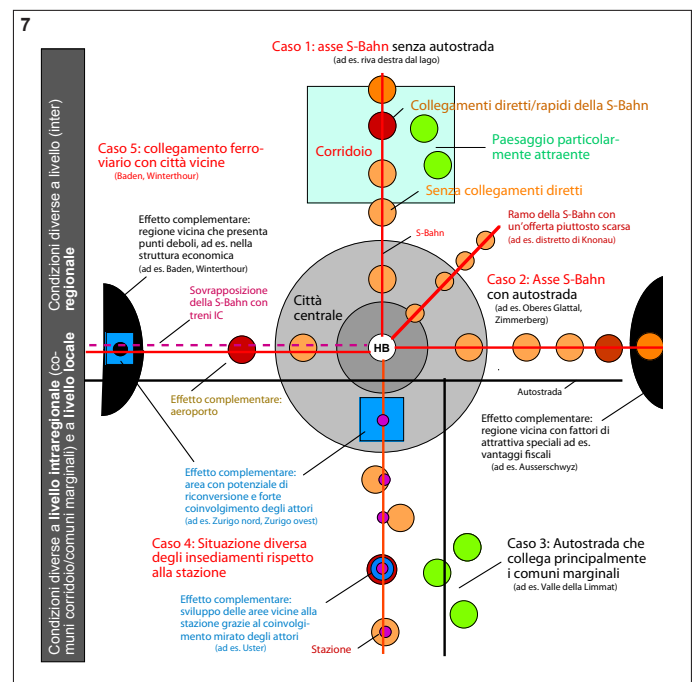 7
Condizioni diverse a livello (inter)
regionale
Condizioni diverse a livello intraregionale (co-
muni corridoio/comuni marginali) e a livello locale
Caso 1: asse S-Bahn senza autostrada
(ad es. riva destra dal lago)
Collegamenti diretti/rapidi della S-Bahn
Corridoio
Paesaggio particolar-
mente attraente
Senza collegamenti diretti
Caso 5: collegamento ferro-
viario con città vicine
(Baden, Winterthour)
Effetto complementare:
regione vicina che presenta
punti deboli, ad es. nella
struttura economica
(ad es. Baden, Winterthour)
S-Bahn
Ramo della S-Bahn con
un'offerta piuttosto scarsa
(ad es. distretto di Knonau)
Sovrapposizione
della S-Bahn con
treni IC
Città
centrale
Caso 2: Asse S-Bahn
con autostrada
(ad es. Oberes Glattal,
Zimmerberg)
HB
Effetto complementare:
aeroporto
Autostrada
Effetto complementare:
regione vicina con fattori di
attrattiva speciali ad es.
vantaggi fiscali
(ad es. Ausserschwyz)
Effetto complementare:
area con potenziale di
riconversione e forte
coinvolgimento degli attori
(ad es. Zurigo nord, Zurigo ovest)
Caso 4: Situazione diversa
degli insediamenti rispetto
alla stazione
Caso 3: Autostrada che
collega principalmente
i comuni marginali
(ad es. Valle della Limmat)
Effetto complementare:
sviluppo delle aree vicine alla
stazione grazie al coinvolgi-
mento mirato degli attori
(ad es. Uster)
Stazione